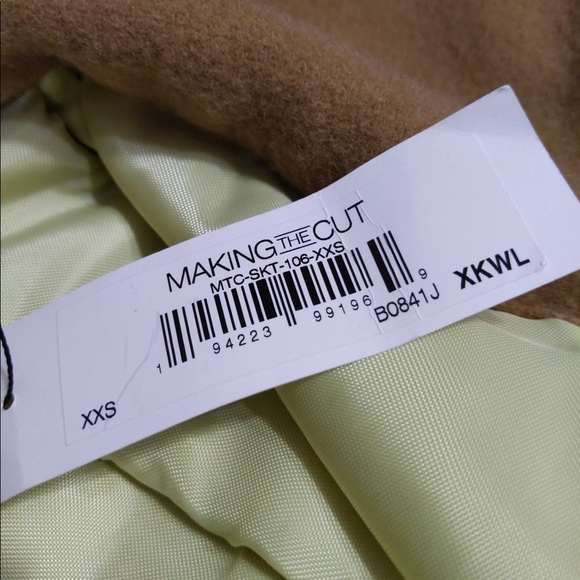 MAKING THE CUT
MTC-SKT-106-XXS
1 94223 99196 9
B0841J XKWL
XXS